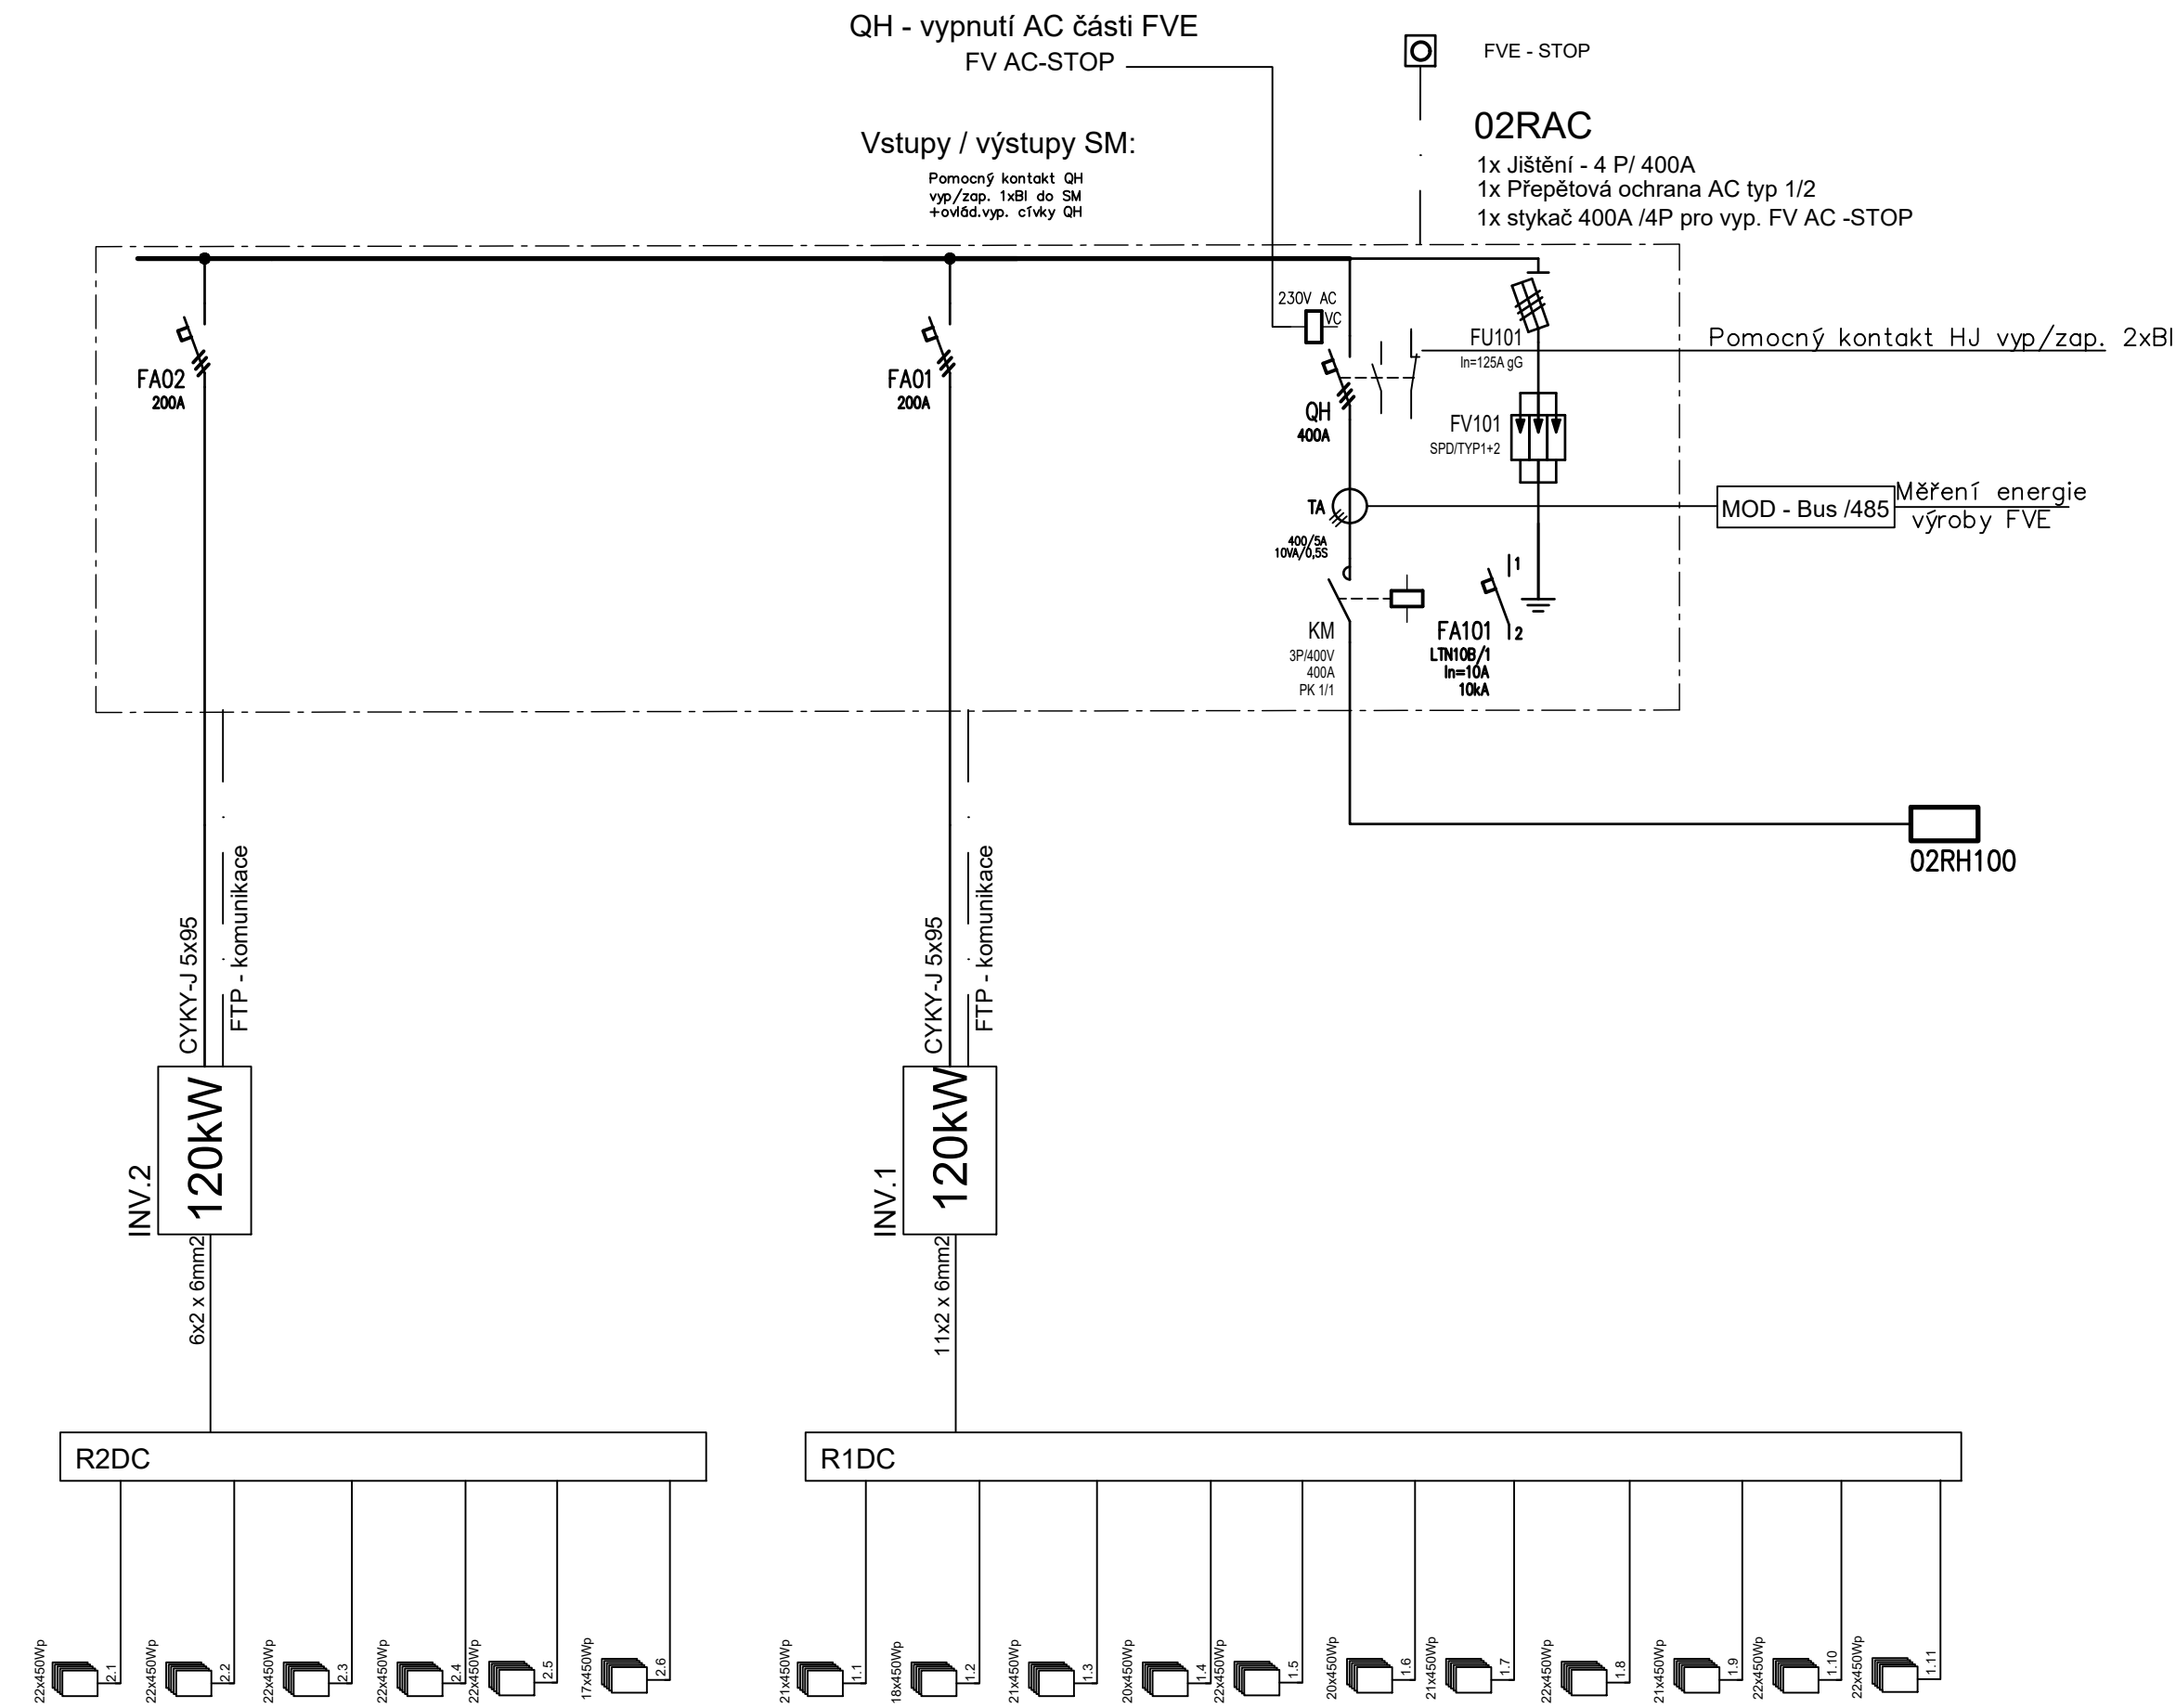 QH - vypnutí AC části FVE
FV AC-STOP
FVE - STOP
02RAC
1x Jištění - 4 P/ 400A
1x Přepětová ochrana AC typ 1/2
1x stykač 400A /4P pro vyp. FV AC -STOP
Vstupy / výstupy SM:
Pomocný kontakt QH
vyp/zap. 1xBI do SM
+ovlád.vyp. cívky QH
230V AC
VC
FA02
200A
FA01
200A
QH
400A
FU101
In=125A gG
Pomocný kontakt HJ vyp/zap. 2xBI
FV101
SPD/TYP1+2
TA
400/5A
10VA/0,5S
MOD - Bus /485
Měření energie
výroby FVE
KM
3P/400V
400A
PK 1/1
1
2
FA101
LTN10B/1
In=10A
10kA
02RH100
CYKY-J 5x95
FTP - komunikace
CYKY-J 5x95
FTP - komunikace
INV.2
120kW
INV.1
120kW
6x2 x 6mm2
11x2 x 6mm2
R2DC
R1DC
22x450Wp
2.1
22x450Wp
2.2
22x450Wp
2.3
22x450Wp
2.4
22x450Wp
2.5
17x450Wp
2.6
21x450Wp
1.1
18x450Wp
1.2
21x450Wp
1.3
20x450Wp
1.4
22x450Wp
1.5
20x450Wp
1.6
21x450Wp
1.7
22x450Wp
1.8
21x450Wp
1.9
22x450Wp
1.10
22x450Wp
1.11